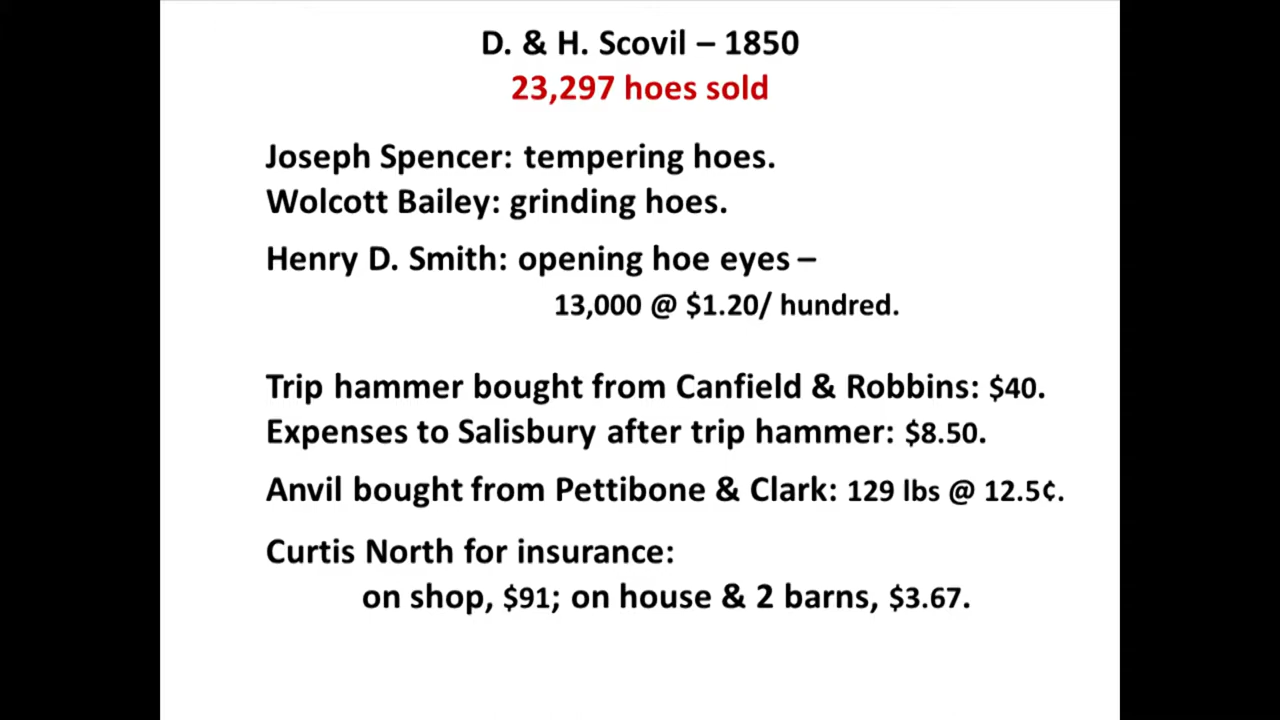 D. & H. Scovil – 1850
23,297 hoes sold
Joseph Spencer: tempering hoes.
Wolcott Bailey: grinding hoes.
Henry D. Smith: opening hoe eyes –
13,000 @ $1.20/ hundred.
Trip hammer bought from Canfield & Robbins: $40.
Expenses to Salisbury after trip hammer: $8.50.
Anvil bought from Pettibone & Clark: 129 lbs @ 12.5¢.
Curtis North for insurance:
on shop, $91; on house & 2 barns, $3.67.